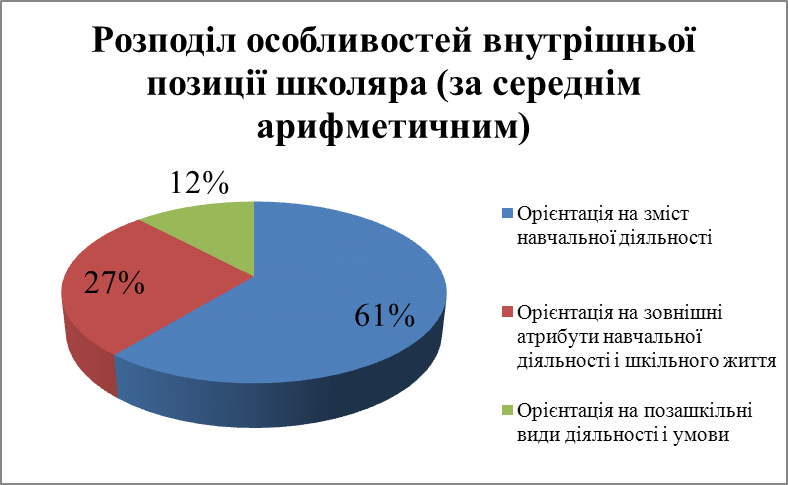 Розподіл особливостей внутрішньої
позиції школяра (за середнім
арифметичним)
12%
27%
61%
Орієнтація на зміст
навчальної діяльності
Орієнтація на зовнішні
атрибути навчальної
діяльності і шкільного життя
Орієнтація на позашкільні
види діяльності і умови